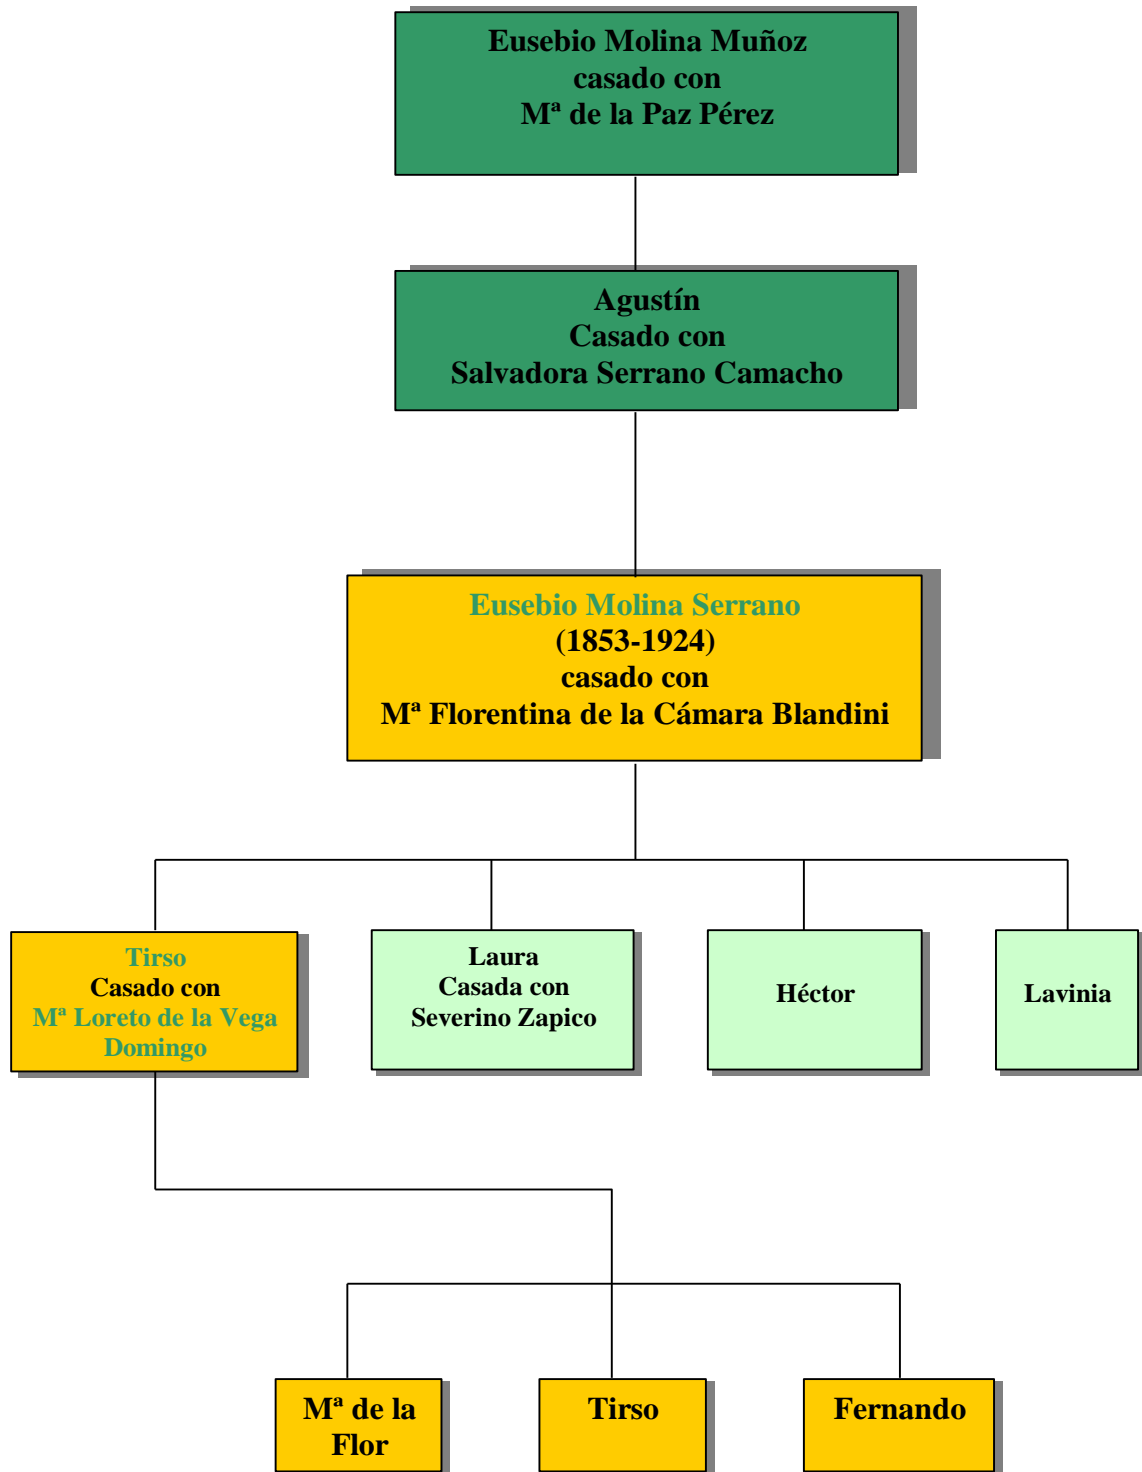 Eusebio Molina Muñoz
casado con
Mª de la Paz Pérez
Agustín
Casado con
Salvadora Serrano Camacho
Eusebio Molina Serrano
(1853-1924)
casado con
Mª Florentina de la Cámara Blandini
Tirso
Casado con
Mª Loreto de la Vega
Domingo
Laura
Casada con
Severino Zapico
Héctor
Lavinia
Mª de la
Flor
Tirso
Fernando